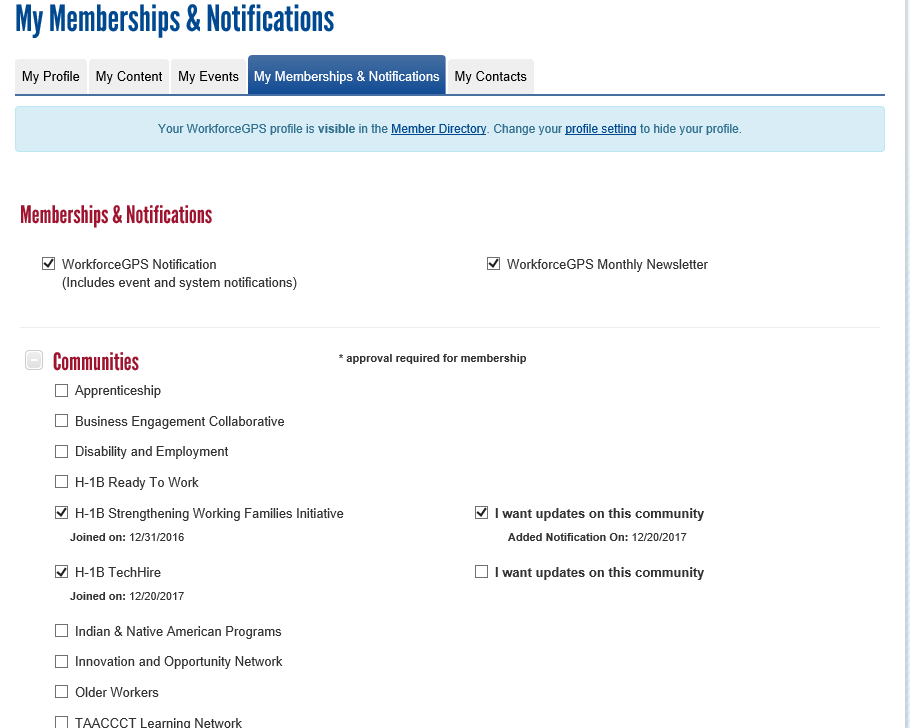 My Memberships & Notifications
My Profile My Content My Events My Memberships & Notifications My Contacts
Your WorkforceGPS profile is visible in the Member Directory. Change your profile setting to hide your profile.
Memberships & Notifications
WorkforceGPS Notification WorkforceGPS Monthly Newsletter
(Includes event and system notifications)
Communities * approval required for membership
Apprenticeship
Business Engagement Collaborative
Disability and Employment
H-1B Ready To Work
H-1B Strengthening Working Families Initiative I want updates on this community
Joined on: 12/31/2016 Added Notification On: 12/20/2017
H-1B TechHire I want updates on this community
Joined on: 12/20/2017
Indian & Native American Programs
Innovation and Opportunity Network
Older Workers
TAACCCT Learning Network